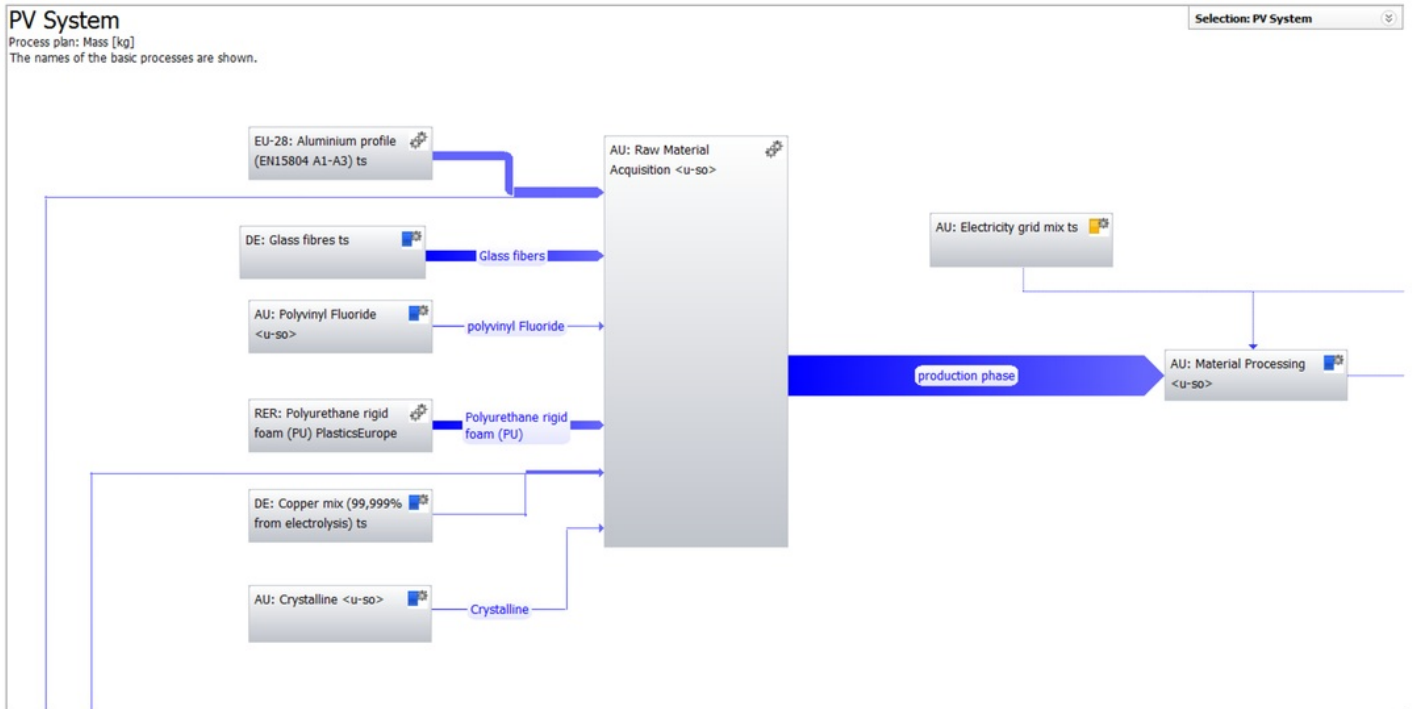 PV System
Selection: PV System
Process plan: Mass [kg]
The names of the basic processes are shown.
EU-28: Aluminium profile
(EN15804 A1-A3) ts
AU: Raw Material
Acquisition <u-so>
DE: Glass fibres ts
Glass fibers
AU: Electricity grid mix ts
AU: Polyvinyl Fluoride
<u-so>
polyvinyl Fluoride
production phase
AU: Material Processing
<u-so>
RER: Polyurethane rigid
foam (PU) PlasticsEurope
Polyurethane rigid
foam (PU)
DE: Copper mix (99,999%
from electrolysis) ts
AU: Crystalline <u-so>
Crystalline